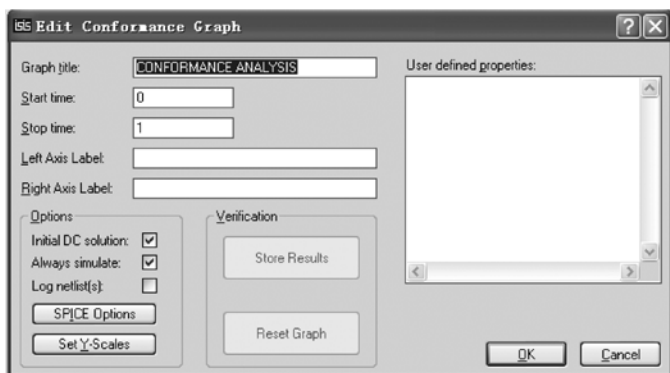 ISIS Edit Conformance Graph
Graph title: CONFORMANCE ANALYSIS
Start time: 0
Stop time: 1
Left Axis Label:
Right Axis Label:
User defined properties:
Options
Initial DC solution:
Always simulate:
Log netlist(s):
SPICE Options
Set Y-Scales
Verification
Store Results
Reset Graph
OK
Cancel